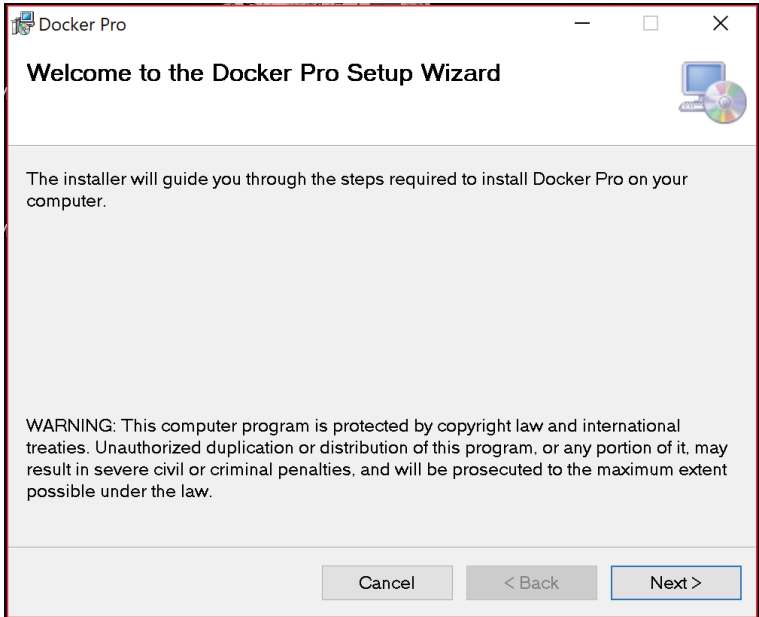 Docker Pro
Welcome to the Docker Pro Setup Wizard
The installer will guide you through the steps required to install Docker Pro on your
computer.
WARNING: This computer program is protected by copyright law and international
treaties. Unauthorized duplication or distribution of this program, or any portion of it, may
result in severe civil or criminal penalties, and will be prosecuted to the maximum extent
possible under the law.
Cancel
< Back
Next >